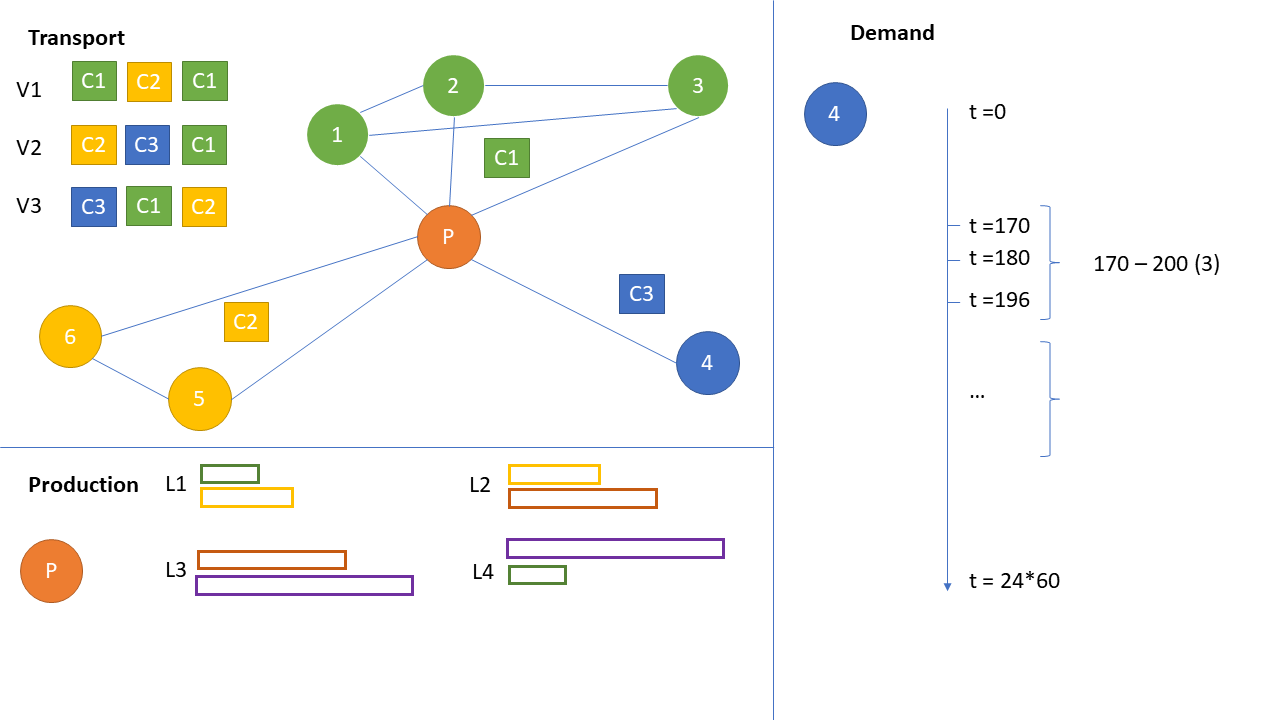 Transport
V1 C1 C2 C1
V2 C2 C3 C1
V3 C3 C1 C2
2
3
1
C1
P
C3
C2
6
4
5
Production
L1
L2
P
L3
L4
Demand
4
t =0
t =170
t =180
170 – 200 (3)
t =196
...
t = 24*60